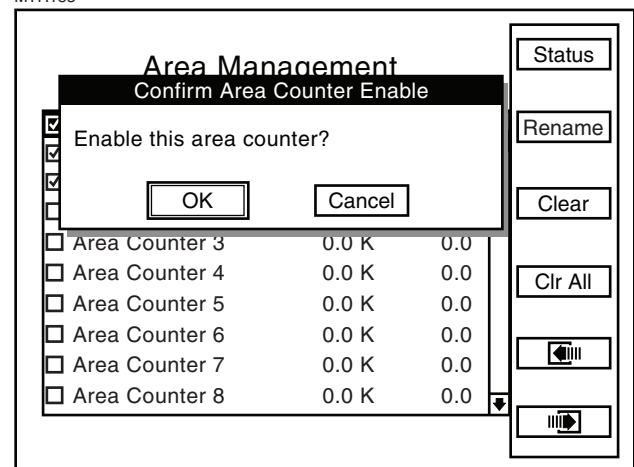 Area Management
Confirm Area Counter Enable
Enable this area counter?
OK
Cancel
Area Counter 3 0.0 K 0.0
Area Counter 4 0.0 K 0.0
Area Counter 5 0.0 K 0.0
Area Counter 6 0.0 K 0.0
Area Counter 7 0.0 K 0.0
Area Counter 8 0.0 K 0.0
Status
Rename
Clear
Clr All